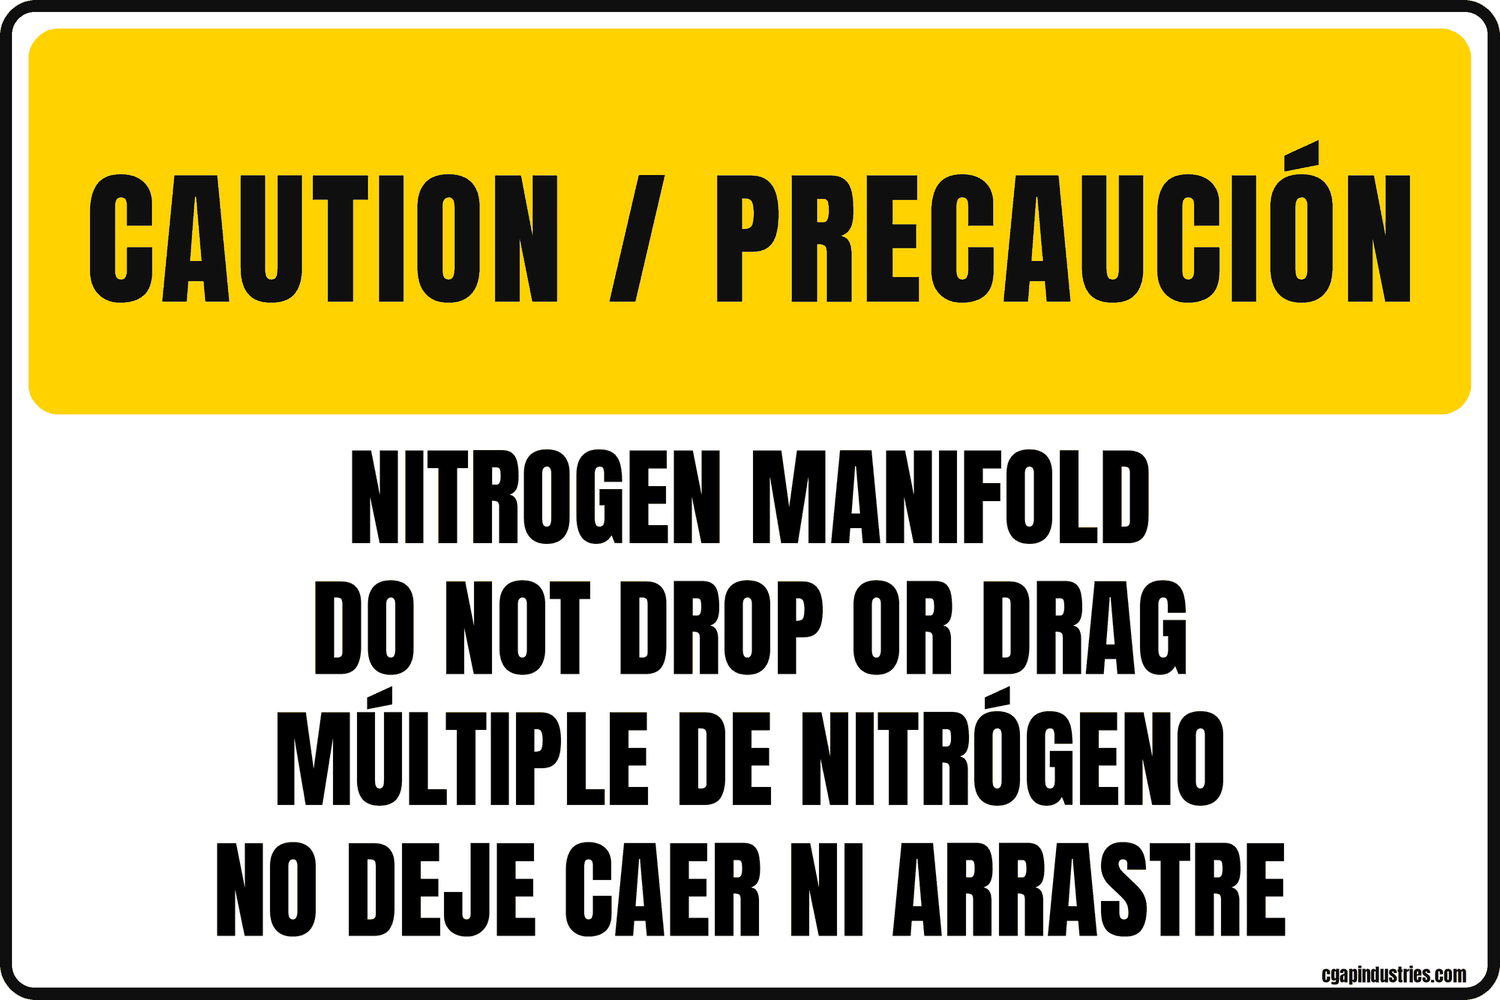 CAUTION / PRECAUCIÓN
NITROGEN MANIFOLD
DO NOT DROP OR DRAG
MÚLTIPLE DE NITRÓGENO
NO DEJE CAER NI ARRASTRE
cgapindustries.com